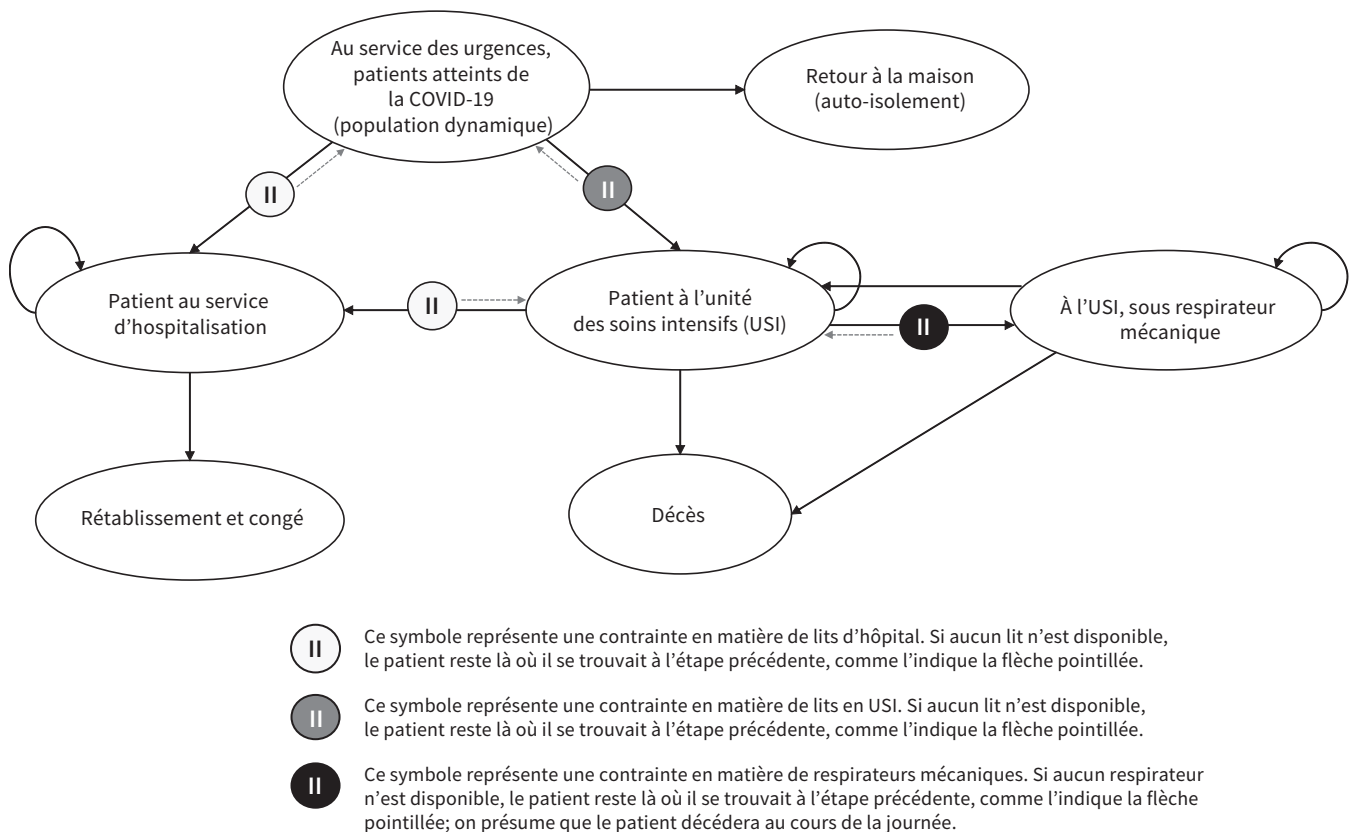 Au service des urgences,
patients atteints de
la COVID-19
(population dynamique)
Retour à la maison
(auto-isolement)
II
II
Patient au service
d’hospitalisation
II
Patient à l’unité
des soins intensifs (USI)
II
À l’USI, sous respirateur
mécanique
Rétablissement et congé
Décès
II
Ce symbole représente une contrainte en matière de lits d’hôpital. Si aucun lit n’est disponible,
le patient reste là où il se trouvait à l’étape précédente, comme l’indique la flèche pointillée.
II
Ce symbole représente une contrainte en matière de lits en USI. Si aucun lit n’est disponible,
le patient reste là où il se trouvait à l’étape précédente, comme l’indique la flèche pointillée.
II
Ce symbole représente une contrainte en matière de respirateurs mécaniques. Si aucun respirateur
n’est disponible, le patient reste là où il se trouvait à l’étape précédente, comme l’indique la flèche
pointillée; on présume que le patient décédera au cours de la journée.